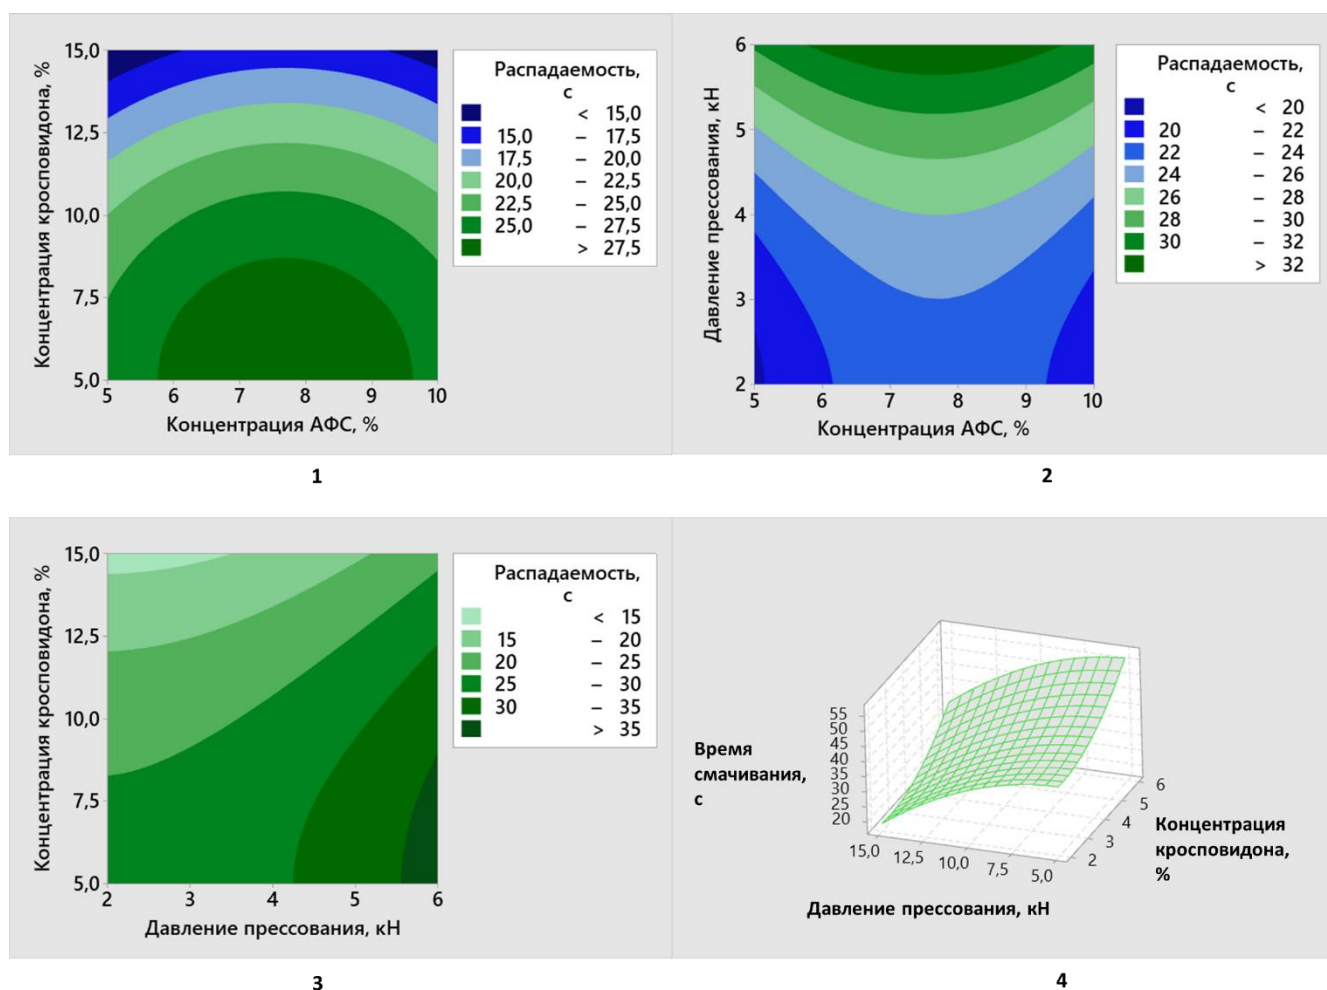 Концентрация кросповидона, %
15,0
12,5
10,0
7,5
5,0
5 6 7 8 9 10
Концентрация АФС, %
Распадаемость,
с
< 15,0
15,0 – 17,5
17,5 – 20,0
20,0 – 22,5
22,5 – 25,0
25,0 – 27,5
> 27,5
1
Давление прессования, кН
6
5
4
3
2
5 6 7 8 9 10
Концентрация АФС, %
Распадаемость,
с
< 20
20 – 22
22 – 24
24 – 26
26 – 28
28 – 30
30 – 32
> 32
2
Концентрация кросповидона, %
15,0
12,5
10,0
7,5
5,0
2 3 4 5 6
Давление прессования, кН
Распадаемость,
с
< 15
15 – 20
20 – 25
25 – 30
30 – 35
> 35
3
Время
смачивания,
с
55
50
45
40
35
30
25
20
15,0 12,5 10,0 7,5 5,0
Давление прессования, кН
6
5
4
3
2
Концентрация
кросповидона,
%
4